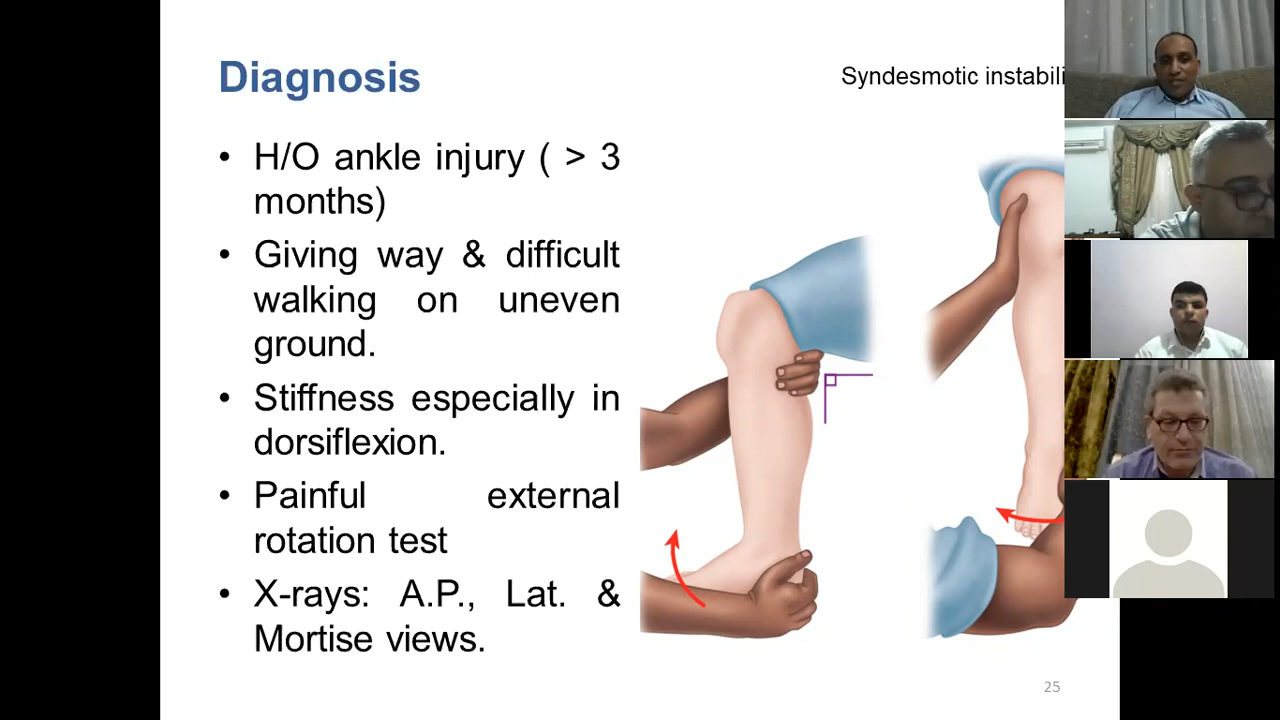 Diagnosis
Syndesmotic instabili
• H/O ankle injury ( > 3
months)
• Giving way & difficult
walking on uneven
ground.
• Stiffness especially in
dorsiflexion.
• Painful external
rotation test
• X-rays: A.P., Lat. &
Mortise views.
25